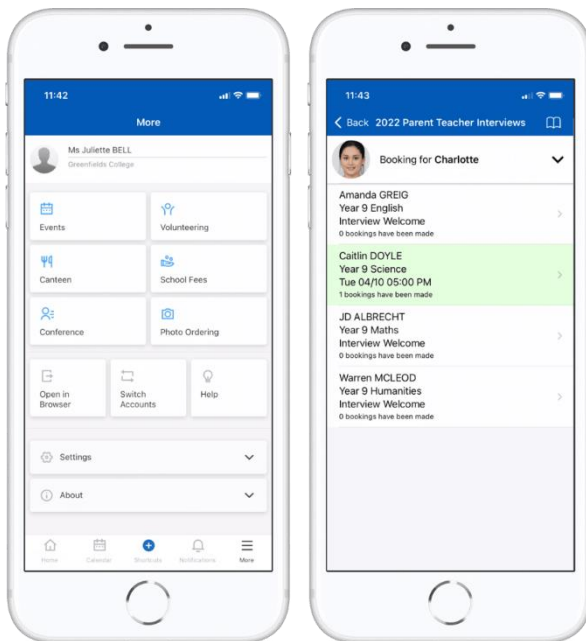 11:42
More
Ms Juliette BELL
Greenfields College
Events
Volunteering
Canteen
School Fees
Conference
Photo Ordering
Open in
Browser
Switch
Accounts
Help
Settings
About
Home
Calendar
Shortcuts
Notifications
More
11:43
Back 2022 Parent Teacher Interviews
Booking for Charlotte
Amanda GREIG
Year 9 English
Interview Welcome
0 bookings have been made
Caitlin DOYLE
Year 9 Science
Tue 04/10 05:00 PM
1 bookings have been made
JD ALBRECHT
Year 9 Maths
Interview Welcome
0 bookings have been made
Warren MCLEOD
Year 9 Humanities
Interview Welcome
0 bookings have been made